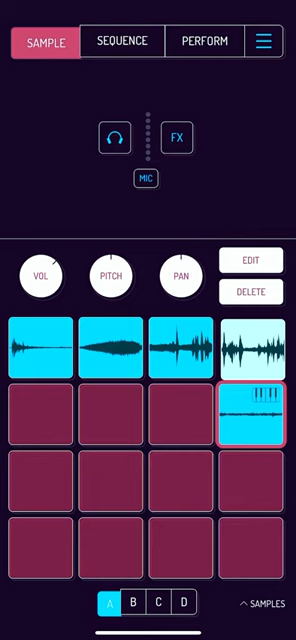 SAMPLE SEQUENCE PERFORM
FX
MIC
VOL PITCH PAN EDIT
DELETE
A B C D SAMPLES